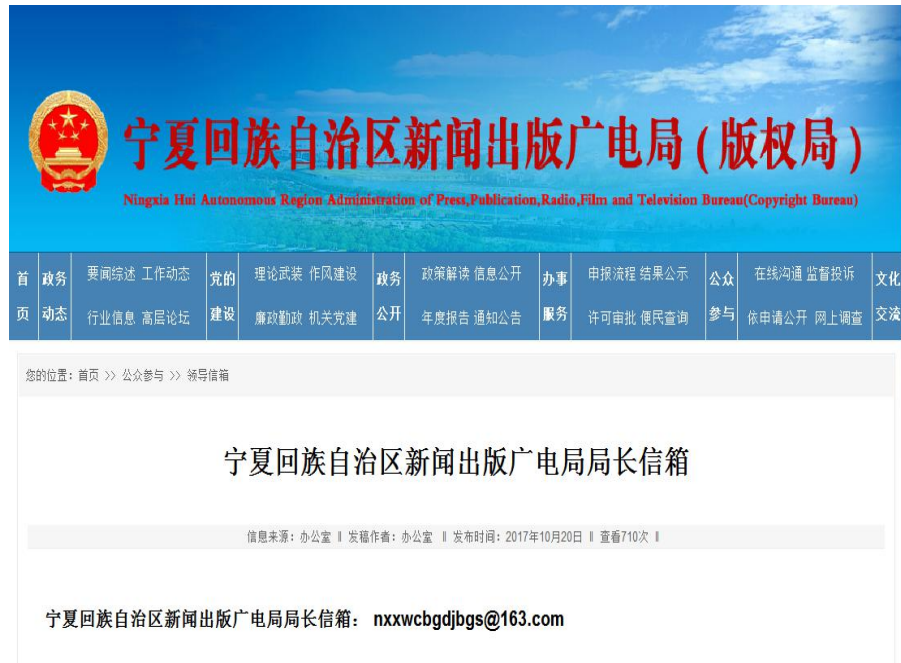 宁夏回族自治区新闻出版广电局(版权局)
Ningxia Hui Autonomous Region Administration of Press,Publication,Radio,Film and Television Bureau(Copyright Bureau)
首 政务 要闻综述 工作动态 党的 理论武装 作风建设 政务 政策解读 信息公开 办事 申报流程 结果公示 公众 在线沟通 监督投诉 文化
页 动态 行业信息 高层论坛 建设 廉政勤政 机关党建 公开 年度报告 通知公告 服务 许可审批 便民查询 参与 依申请公开 网上调查 交流
您的位置：首页 >> 公众参与 >> 领导信箱
宁夏回族自治区新闻出版广电局局长信箱
信息来源：办公室 ‖ 发稿作者：办公室 ‖ 发布时间：2017年10月20日 ‖ 查看710次 ‖
宁夏回族自治区新闻出版广电局局长信箱： nxxwcbgdjbgs@163.com